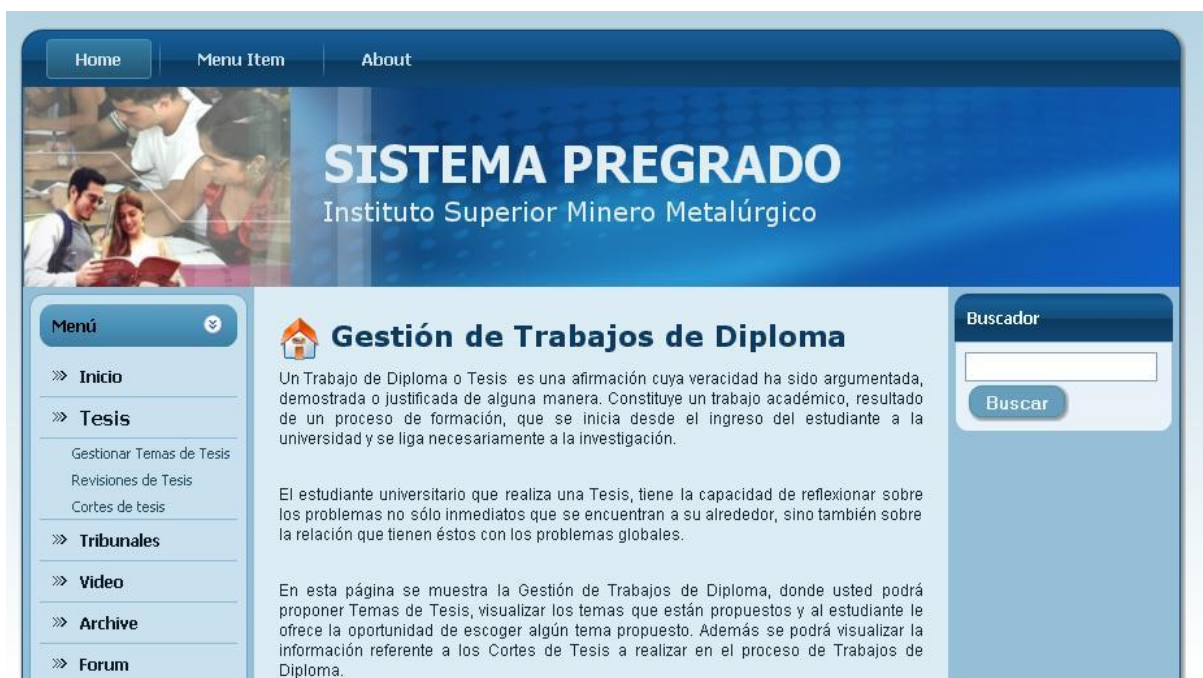 Home
Menu Item
About
SISTEMA PREGRADO
Instituto Superior Minero Metalúrgico
Menú
Inicio
Tesis
Gestionar Temas de Tesis
Revisiones de Tesis
Cortes de tesis
Tribunales
Video
Archive
Forum
Gestión de Trabajos de Diploma
Un Trabajo de Diploma o Tesis es una afirmación cuya veracidad ha sido argumentada,
demostrada o justificada de alguna manera. Constituye un trabajo académico, resultado
de un proceso de formación, que se inicia desde el ingreso del estudiante a la
universidad y se liga necesariamente a la investigación.
El estudiante universitario que realiza una Tesis, tiene la capacidad de reflexionar sobre
los problemas no sólo inmediatos que se encuentran a su alrededor, sino también sobre
la relación que tienen éstos con los problemas globales.
En esta página se muestra la Gestión de Trabajos de Diploma, donde usted podrá
proponer Temas de Tesis, visualizar los temas que están propuestos y al estudiante le
ofrece la oportunidad de escoger algún tema propuesto. Además se podrá visualizar la
información referente a los Cortes de Tesis a realizar en el proceso de Trabajos de
Diploma.
Buscador
Buscar